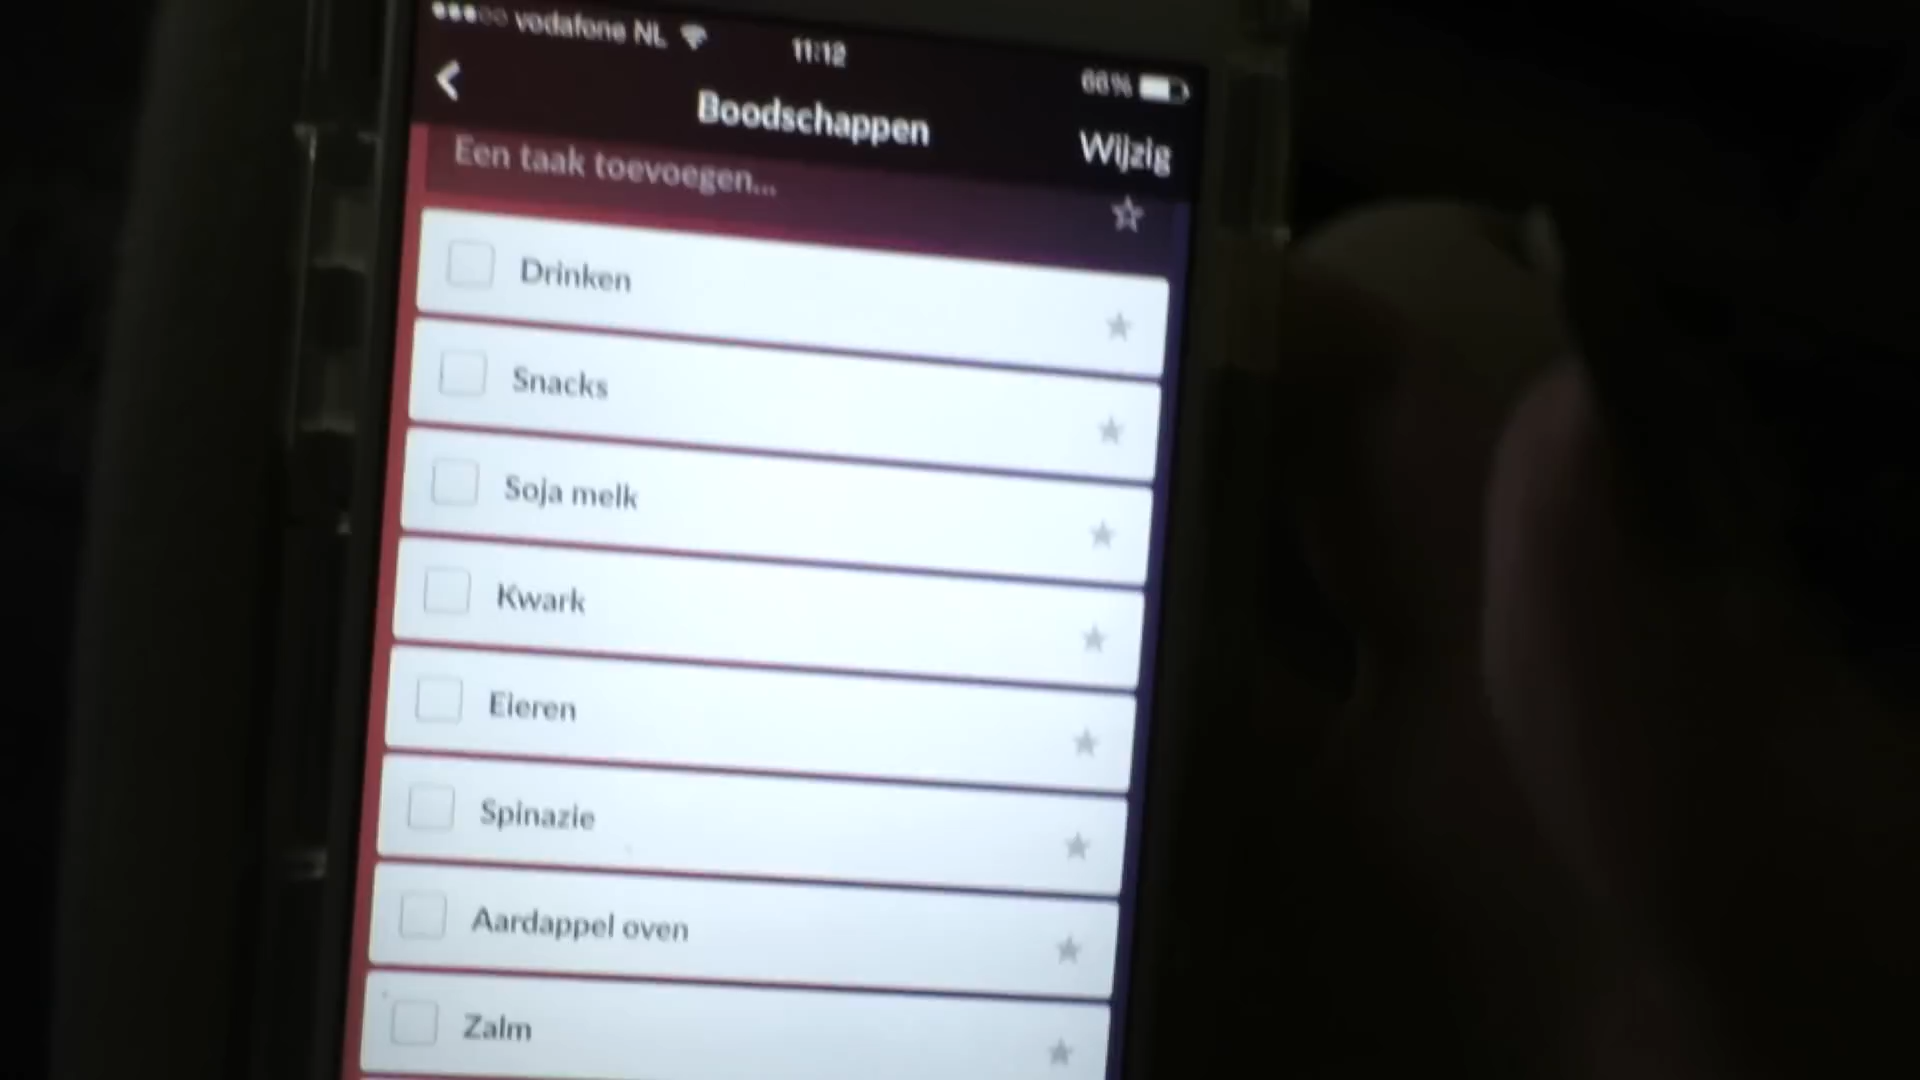 vodafone NL
11:12
66%
Boodschappen
Wijzig
Een taak toevoegen...
Drinken
Snacks
Soja melk
Kwark
Eieren
Spinazie
Aardappel oven
Zalm